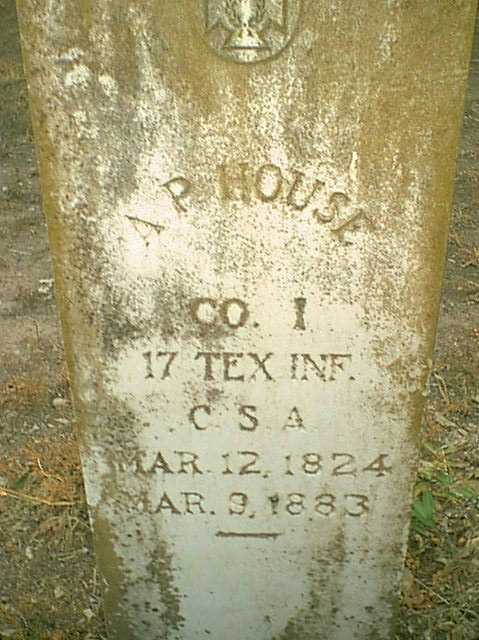 A P HOUSE
CO. I
17 TEX INF.
C S A
MAR. 12, 1824
MAR. 9, 1883